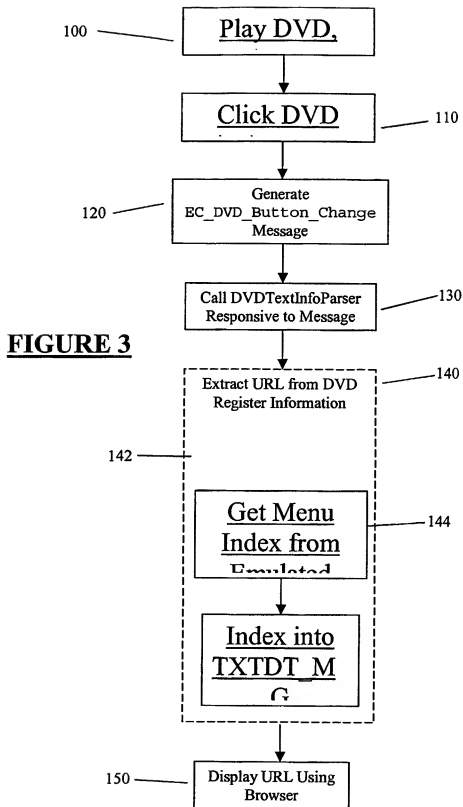 100
Play DVD,
Click DVD
110
120
Generate
EC_DVD_Button_Change
Message
Call DVDTextInfoParser
Responsive to Message
130
FIGURE 3
140
Extract URL from DVD
Register Information
142
Get Menu
Index from
Emulated
144
Index into
TXTDT_M
G
150
Display URL Using
Browser